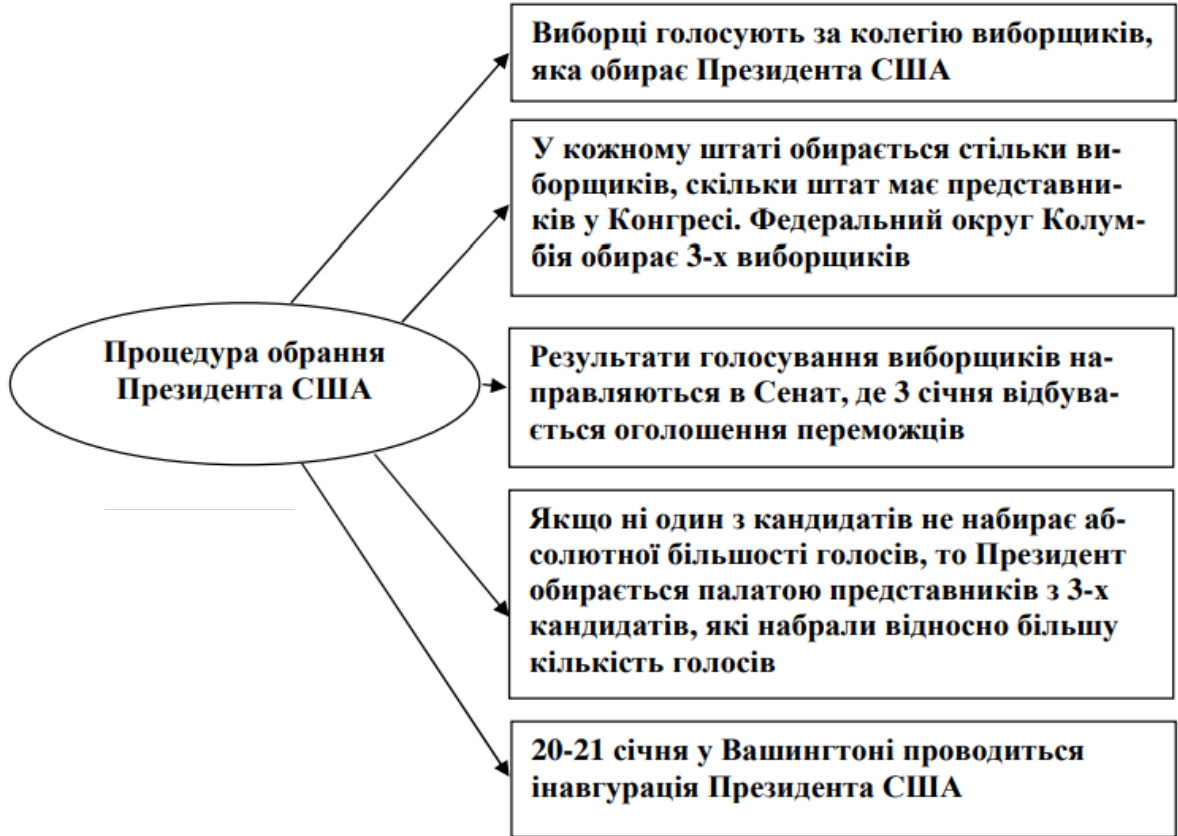 Виборці голосують за колегію виборщиків,
яка обирає Президента США
У кожному штаті обирається стільки ви-
борщиків, скільки штат має представни-
ків у Конгресі. Федеральний округ Колум-
бія обирає 3-х виборщиків
Процедура обрання
Президента США
Результати голосування виборщиків на-
правляються в Сенат, де 3 січня відбува-
ється оголошення переможців
Якщо ні один з кандидатів не набирає аб-
солютної більшості голосів, то Президент
обирається палатою представників з 3-х
кандидатів, які набрали відносно більшу
кількість голосів
20-21 січня у Вашингтоні проводиться
інавгурація Президента США